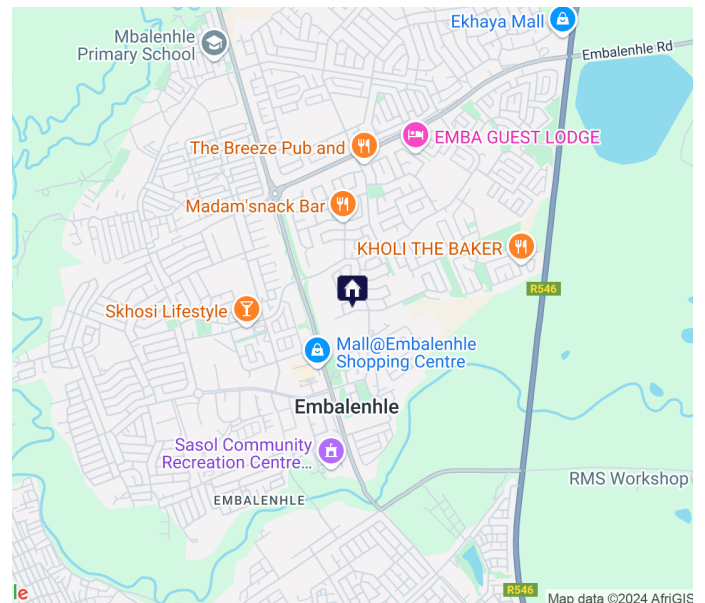 Ekhaya Mall
Mbalenhle
Primary School
Embalenhle Rd
The Breeze Pub and
EMBA GUEST LODGE
Madam'snack Bar
KHOLI THE BAKER
R546
Skhosi Lifestyle
Mall@Embalenhle
Shopping Centre
Embalenhle
Sasol Community
Recreation Centre...
RMS Workshop
EMBALENHLE
R546
le
Map data ©2024 AfriGIS